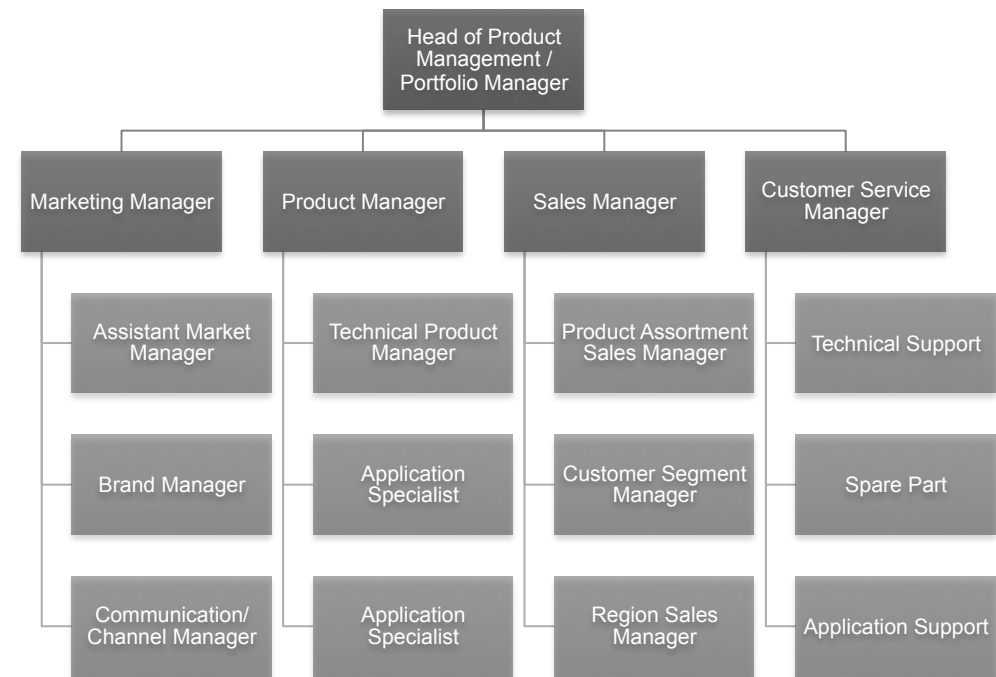 Head of Product
Management /
Portfolio Manager
Marketing Manager
Product Manager
Sales Manager
Customer Service
Manager
Assistant Market
Manager
Technical Product
Manager
Product Assortment
Sales Manager
Technical Support
Brand Manager
Application
Specialist
Customer Segment
Manager
Spare Part
Communication/
Channel Manager
Application
Specialist
Region Sales
Manager
Application Support